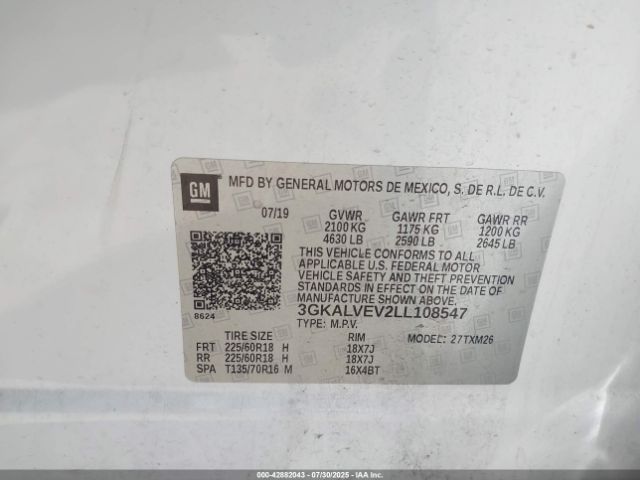 GM MFD BY GENERAL MOTORS DE MEXICO, S. DE R.L. DE C.V.
07/19 GVWR GAWR FRT GAWR RR
2100 KG 1175 KG 1200 KG
4630 LB 2590 LB 2645 LB
THIS VEHICLE CONFORMS TO ALL
APPLICABLE U.S. FEDERAL MOTOR
VEHICLE SAFETY AND THEFT PREVENTION
STANDARDS IN EFFECT ON THE DATE OF
MANUFACTURE SHOWN ABOVE.
8624
3GKALVEV2LL108547
TYPE: M.P.V. MODEL: 27TXM26
TIRE SIZE RIM
FRT 225/60R18 H 18X7J
RR 225/60R18 H 18X7J
SPA T135/70R16 M 16X4BT
000-42882043 - 07/30/2025 - IAAI.com